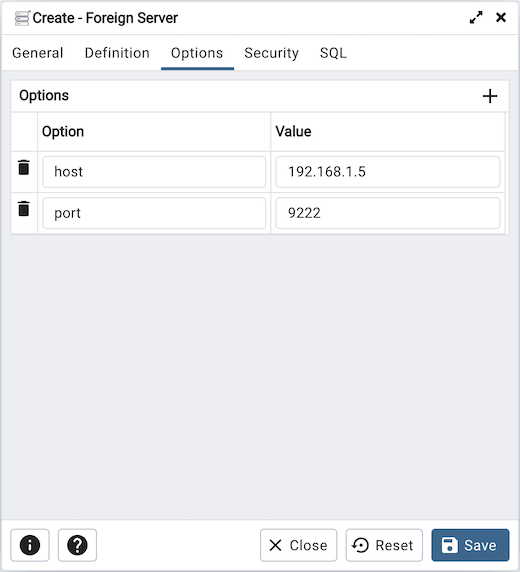 Create - Foreign Server
General Definition Options Security SQL
Options
Option Value
host 192.168.1.5
port 9222
Close Reset Save